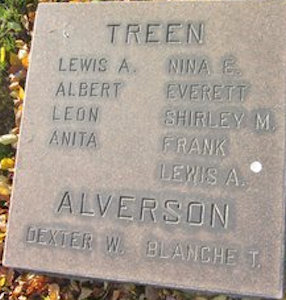 TREEN
LEWIS A. NINA E.
ALBERT EVERETT
LEON SHIRLEY M.
ANITA FRANK
LEWIS A.
ALVERSON
DEXTER W. BLANCHE T.